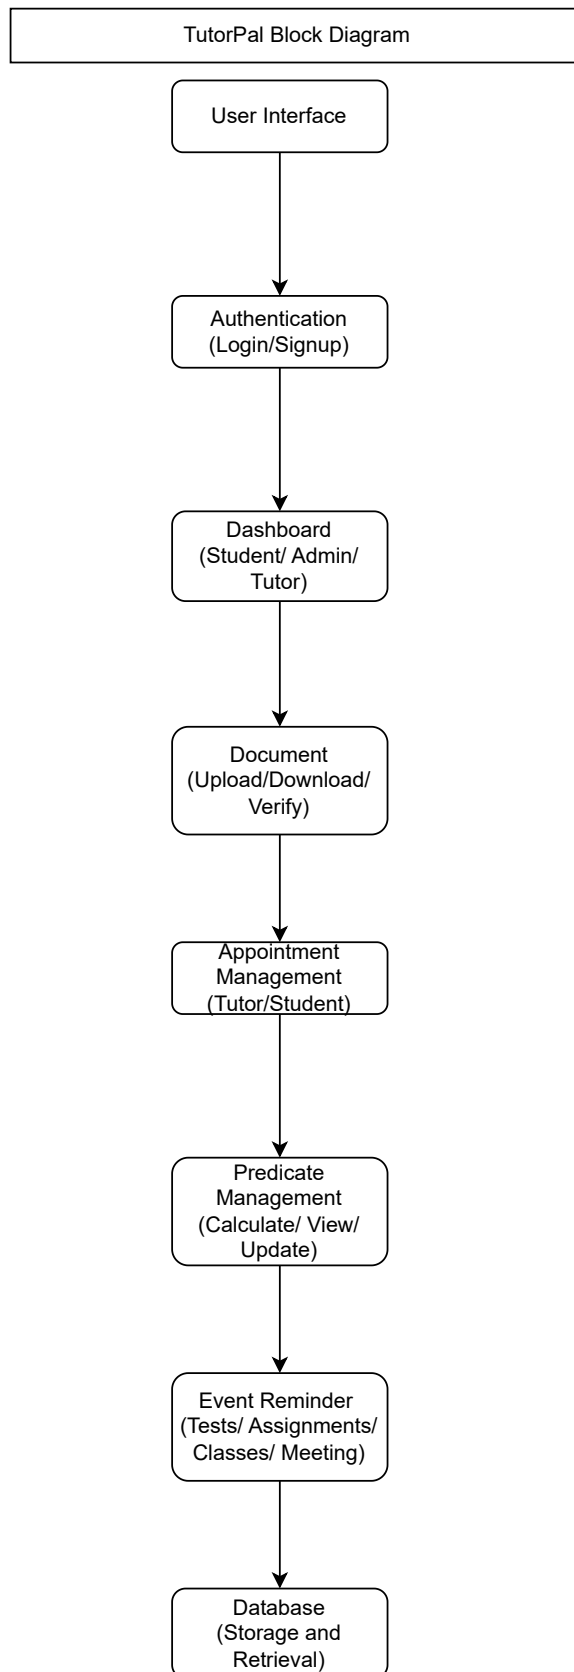 TutorPal Block Diagram
User Interface
Authentication
(Login/Signup)
Dashboard
(Student/ Admin/
Tutor)
Document
(Upload/Download/
Verify)
Appointment
Management
(Tutor/Student)
Predicate
Management
(Calculate/ View/
Update)
Event Reminder
(Tests/ Assignments/
Classes/ Meeting)
Database
(Storage and
Retrieval)